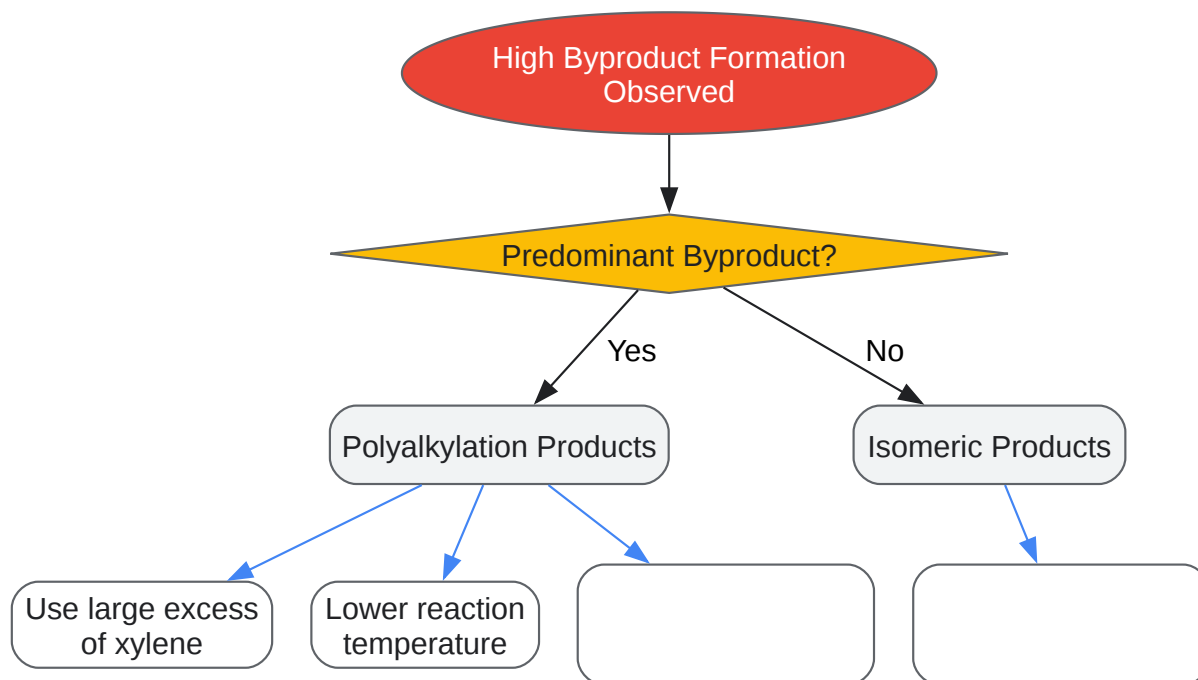 High Byproduct Formation
Observed
Predominant Byproduct?
Yes
No
Polyalkylation Products
Isomeric Products
Use large excess
of xylene
Lower reaction
temperature